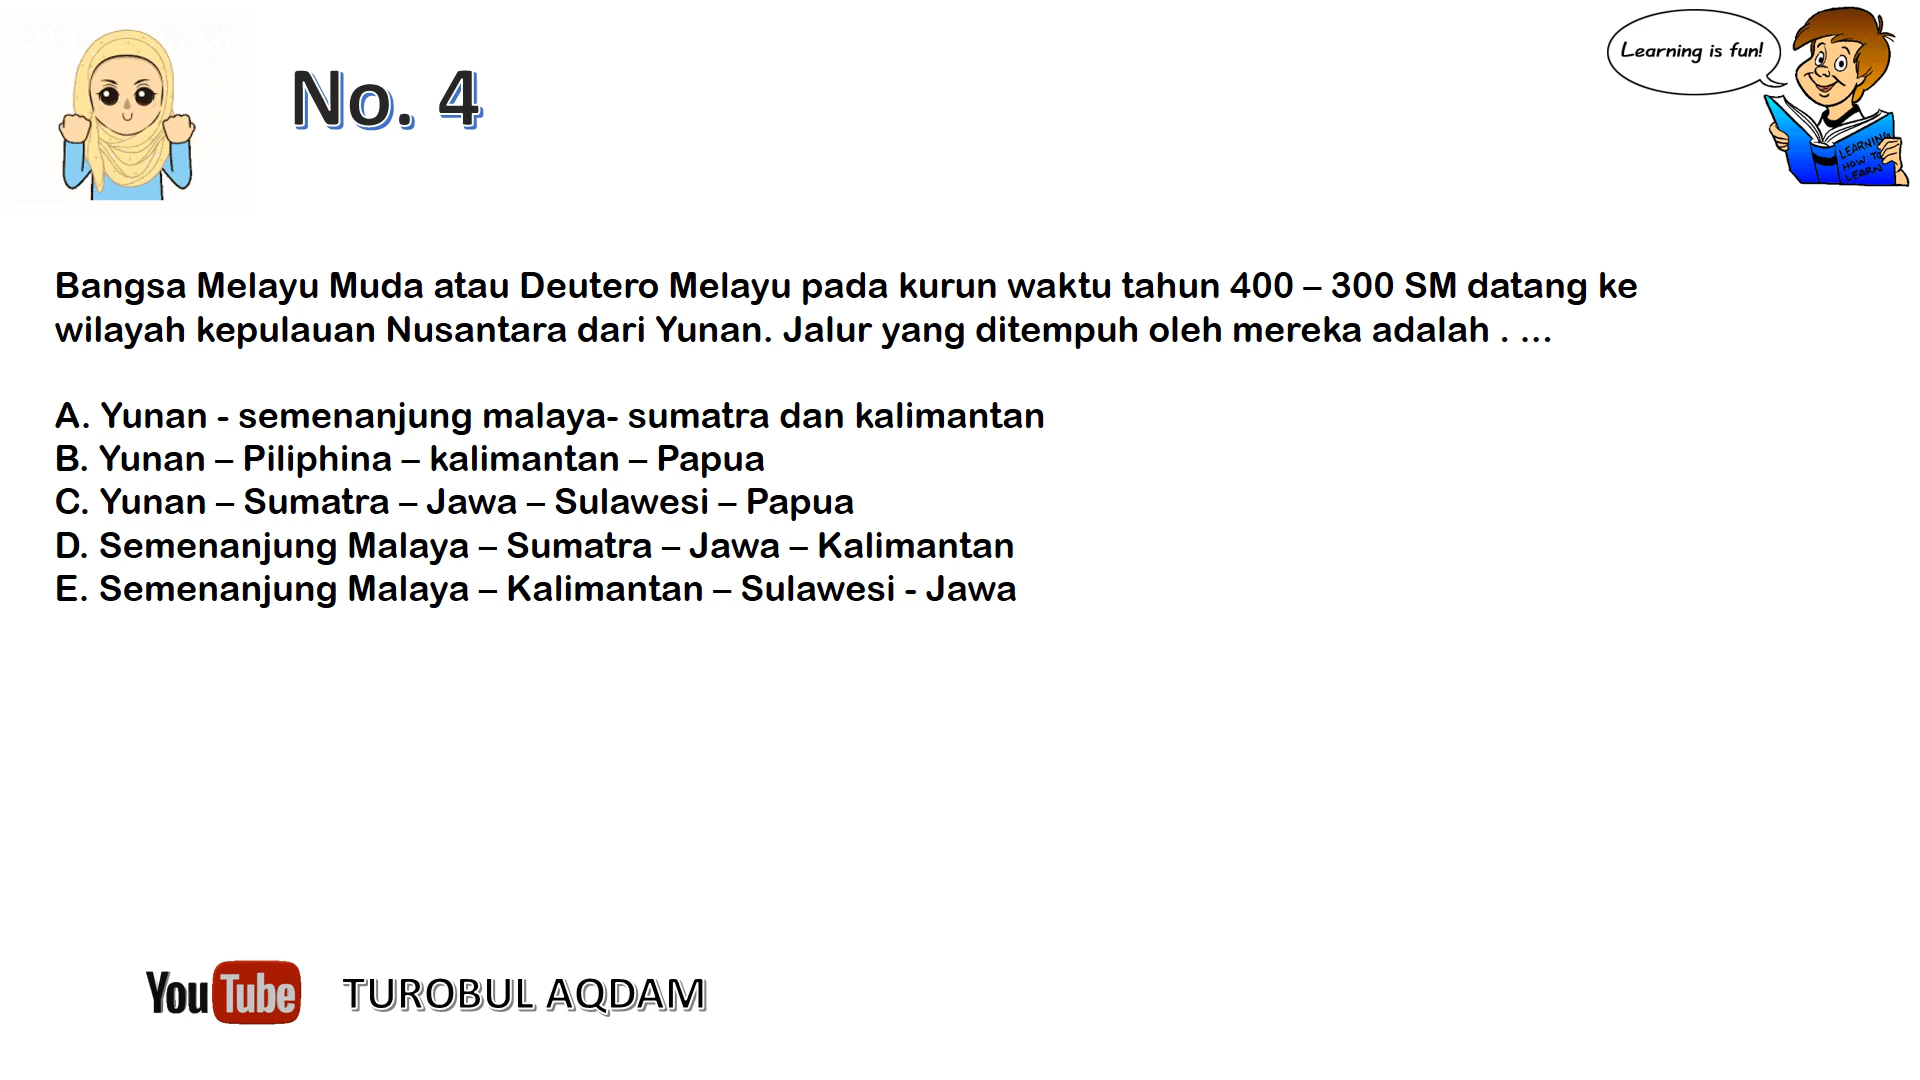 No. 4
Learning is fun!
LEARNING
HOW TO
LEARN
Bangsa Melayu Muda atau Deutero Melayu pada kurun waktu tahun 400 – 300 SM datang ke
wilayah kepulauan Nusantara dari Yunan. Jalur yang ditempuh oleh mereka adalah . ...
A. Yunan - semenanjung malaya- sumatra dan kalimantan
B. Yunan – Piliphina – kalimantan – Papua
C. Yunan – Sumatra – Jawa – Sulawesi – Papua
D. Semenanjung Malaya – Sumatra – Jawa – Kalimantan
E. Semenanjung Malaya – Kalimantan – Sulawesi - Jawa
YouTube TUROBUL AQDAM